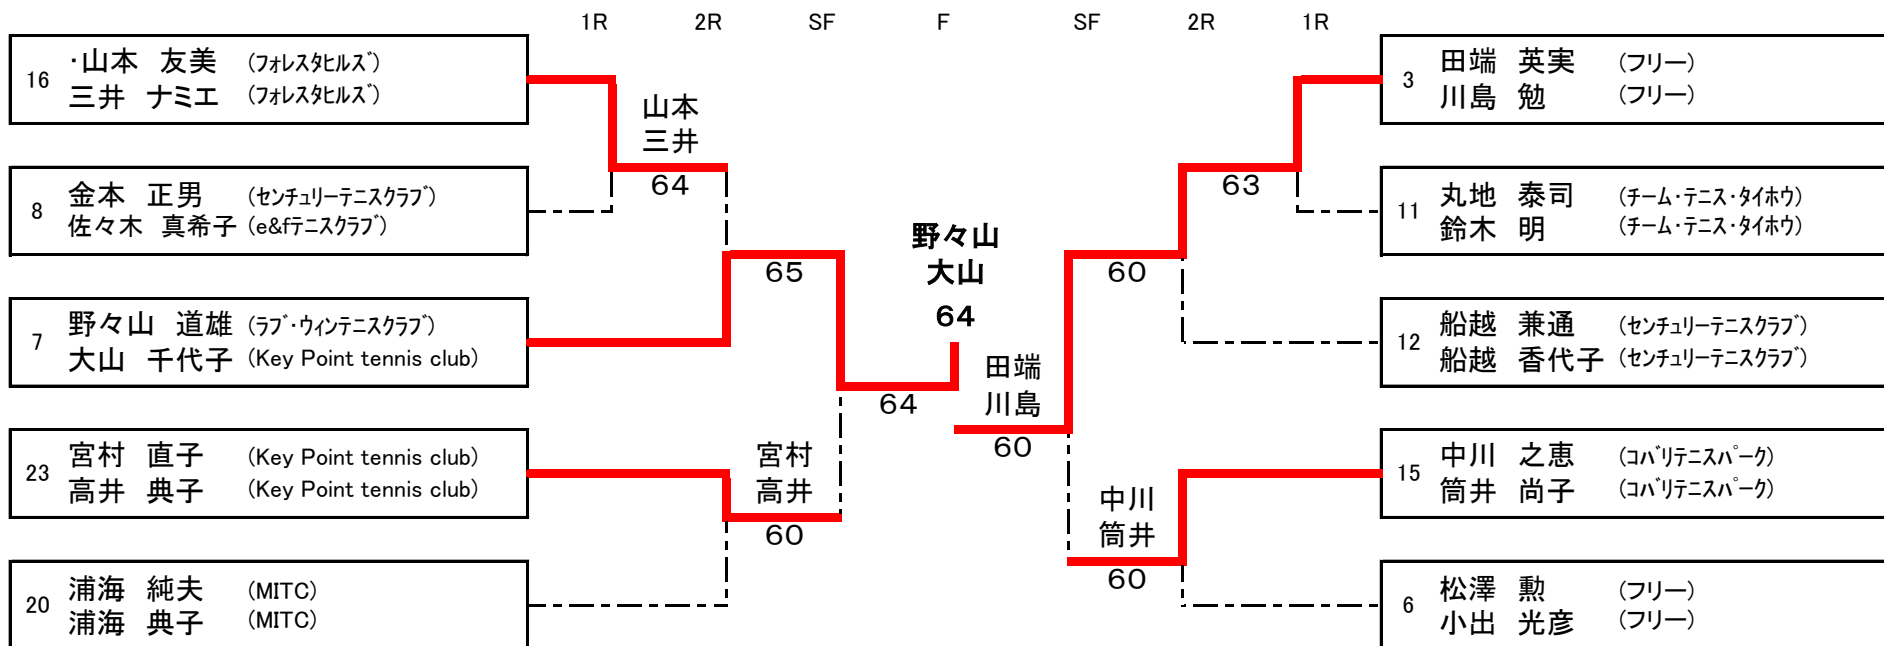 1R 2R SF F SF 2R 1R
16 ・山本 友美 (フォレスタヒルズ)
三井 ナミエ (フォレスタヒルズ)
山本
三井
64
8 金本 正男 (センチュリーテニスクラブ)
佐々木 真希子 (e&fテニスクラブ)
65
7 野々山 道雄 (ラブ・ウィンテニスクラブ)
大山 千代子 (Key Point tennis club)
64
23 宮村 直子 (Key Point tennis club)
高井 典子 (Key Point tennis club)
宮村
高井
60
20 浦海 純夫 (MITC)
浦海 典子 (MITC)
野々山
大山
64
田端
川島
60
3 田端 英実 (フリー)
川島 勉 (フリー)
63
11 丸地 泰司 (チーム・テニス・タイホウ)
鈴木 明 (チーム・テニス・タイホウ)
60
12 船越 兼通 (センチュリーテニスクラブ)
船越 香代子 (センチュリーテニスクラブ)
15 中川 之恵 (コバリテニスパーク)
筒井 尚子 (コバリテニスパーク)
中川
筒井
60
6 松澤 勲 (フリー)
小出 光彦 (フリー)